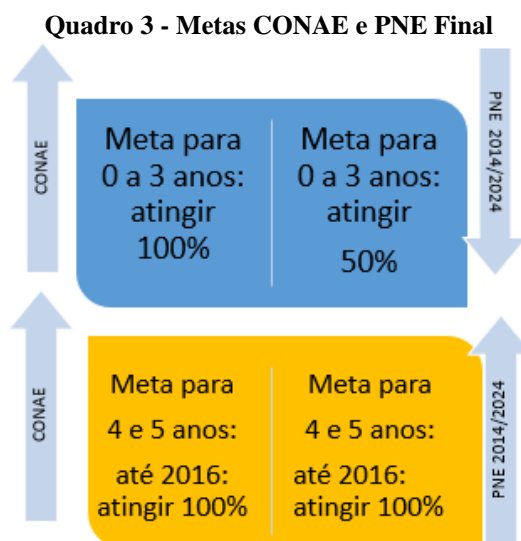 Quadro 3 - Metas CONAE e PNE Final
CONAE
Meta para
0 a 3 anos:
atingir
100%
Meta para
0 a 3 anos:
atingir
50%
PNE 2014/2024
CONAE
Meta para
4 e 5 anos:
até 2016:
atingir 100%
Meta para
4 e 5 anos:
até 2016:
atingir 100%
PNE 2014/2024